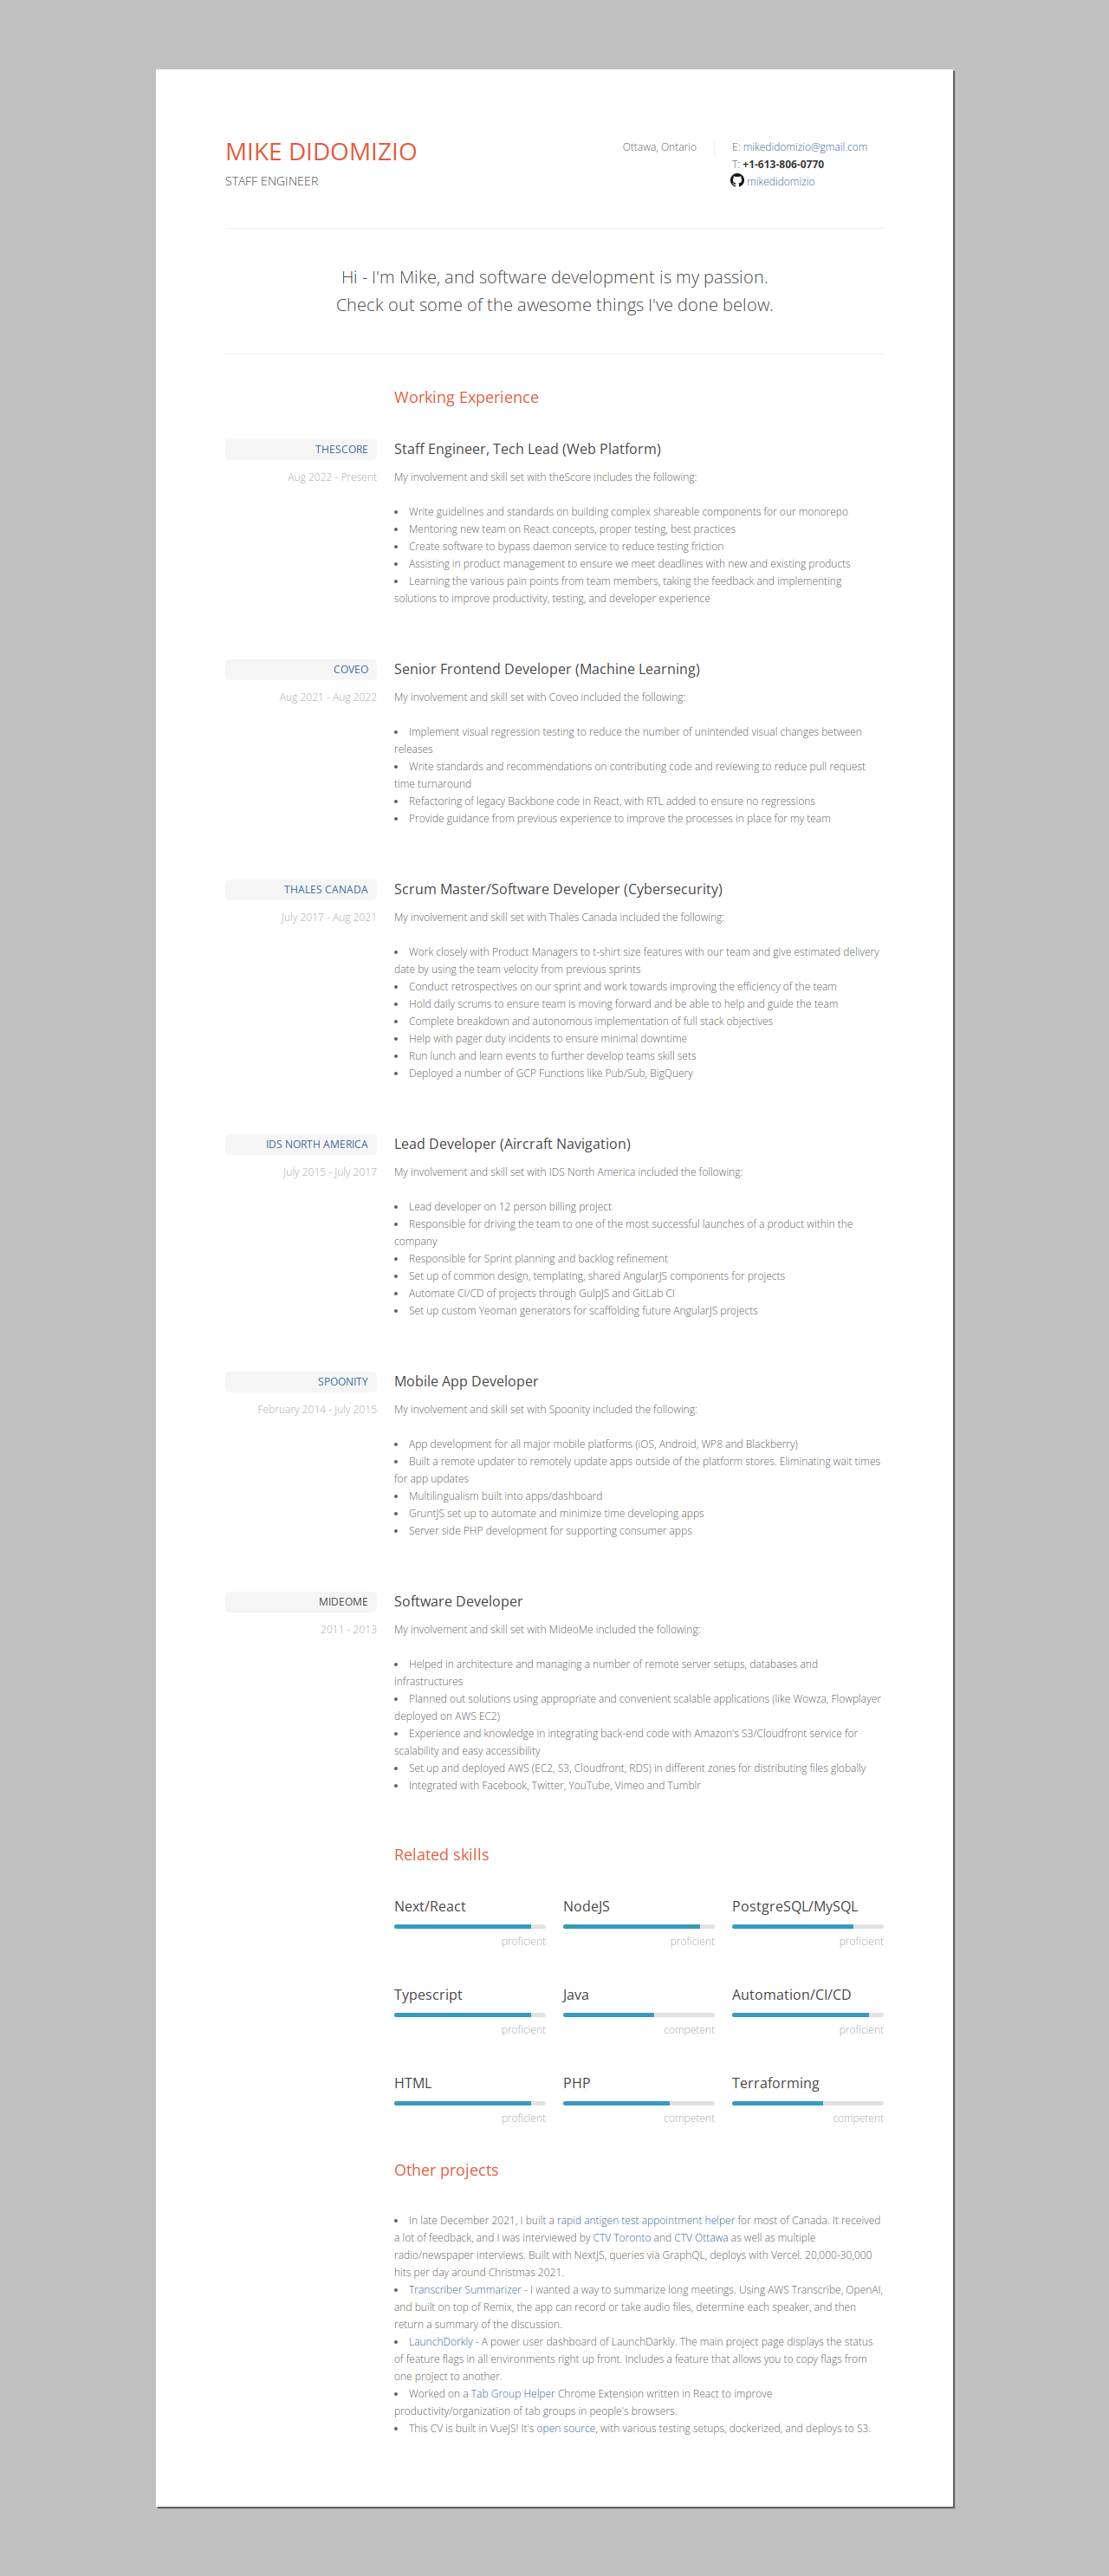 MIKE DIDOMIZIO
STAFF ENGINEER
Ottawa, Ontario
E: mikedidomizio@gmail.com
T: +1-613-806-0770
mikedidomizio
Hi - I'm Mike, and software development is my passion.
Check out some of the awesome things I've done below.
Working Experience
THESCORE
Aug 2022 - Present
Staff Engineer, Tech Lead (Web Platform)
My involvement and skill set with theScore includes the following:
• Write guidelines and standards on building complex shareable components for our monorepo
• Mentoring new team on React concepts, proper testing, best practices
• Create software to bypass daemon service to reduce testing friction
• Assisting in product management to ensure we meet deadlines with new and existing products
• Learning the various pain points from team members, taking the feedback and implementing
solutions to improve productivity, testing, and developer experience
COVEO
Aug 2021 - Aug 2022
Senior Frontend Developer (Machine Learning)
My involvement and skill set with Coveo included the following:
• Implement visual regression testing to reduce the number of unintended visual changes between
releases
• Write standards and recommendations on contributing code and reviewing to reduce pull request
time turnaround
• Refactoring of legacy Backbone code in React, with RTL added to ensure no regressions
• Provide guidance from previous experience to improve the processes in place for my team
THALES CANADA
July 2017 - Aug 2021
Scrum Master/Software Developer (Cybersecurity)
My involvement and skill set with Thales Canada included the following:
• Work closely with Product Managers to t-shirt size features with our team and give estimated delivery
date by using the team velocity from previous sprints
• Conduct retrospectives on our sprint and work towards improving the efficiency of the team
• Hold daily scrums to ensure team is moving forward and be able to help and guide the team
• Complete breakdown and autonomous implementation of full stack objectives
• Help with pager duty incidents to ensure minimal downtime
• Run lunch and learn events to further develop teams skill sets
• Deployed a number of GCP Functions like Pub/Sub, BigQuery
IDS NORTH AMERICA
July 2015 - July 2017
Lead Developer (Aircraft Navigation)
My involvement and skill set with IDS North America included the following:
• Lead developer on 12 person billing project
• Responsible for driving the team to one of the most successful launches of a product within the
company
• Responsible for Sprint planning and backlog refinement
• Set up of common design, templating, shared AngularJS components for projects
• Automate CI/CD of projects through GulpJS and GitLab CI
• Set up custom Yeoman generators for scaffolding future AngularJS projects
SPOONITY
February 2014 - July 2015
Mobile App Developer
My involvement and skill set with Spoonity included the following:
• App development for all major mobile platforms (iOS, Android, WP8 and Blackberry)
• Built a remote updater to remotely update apps outside of the platform stores. Eliminating wait times
for app updates
• Multilingualism built into apps/dashboard
• GruntJS set up to automate and minimize time developing apps
• Server side PHP development for supporting consumer apps
MIDEOME
2011 - 2013
Software Developer
My involvement and skill set with MideoMe included the following:
• Helped in architecture and managing a number of remote server setups, databases and
infrastructures
• Planned out solutions using appropriate and convenient scalable applications (like Wowza, Flowplayer
deployed on AWS EC2)
• Experience and knowledge in integrating back-end code with Amazon's S3/Cloudfront service for
scalability and easy accessibility
• Set up and deployed AWS (EC2, S3, Cloudfront, RDS) in different zones for distributing files globally
• Integrated with Facebook, Twitter, YouTube, Vimeo and Tumblr
Related skills
Next/React
NodeJS
PostgreSQL/MySQL
proficient
proficient
proficient
Typescript
Java
Automation/CI/CD
proficient
competent
proficient
HTML
PHP
Terraforming
proficient
competent
competent
Other projects
• In late December 2021, I built a rapid antigen test appointment helper for most of Canada. It received
a lot of feedback, and I was interviewed by CTV Toronto and CTV Ottawa as well as multiple
radio/newspaper interviews. Built with NextJS, queries via GraphQL, deploys with Vercel. 20,000-30,000
hits per day around Christmas 2021.
• Transcriber Summarizer - I wanted a way to summarize long meetings. Using AWS Transcribe, OpenAI,
and built on top of Remix, the app can record or take audio files, determine each speaker, and then
return a summary of the discussion.
• LaunchDorkly - A power user dashboard of LaunchDarkly. The main project page displays the status
of feature flags in all environments right up front. Includes a feature that allows you to copy flags from
one project to another.
• Worked on a Tab Group Helper Chrome Extension written in React to improve
productivity/organization of tab groups in people's browsers.
• This CV is built in VueJS! It's open source, with various testing setups, dockerized, and deploys to S3.